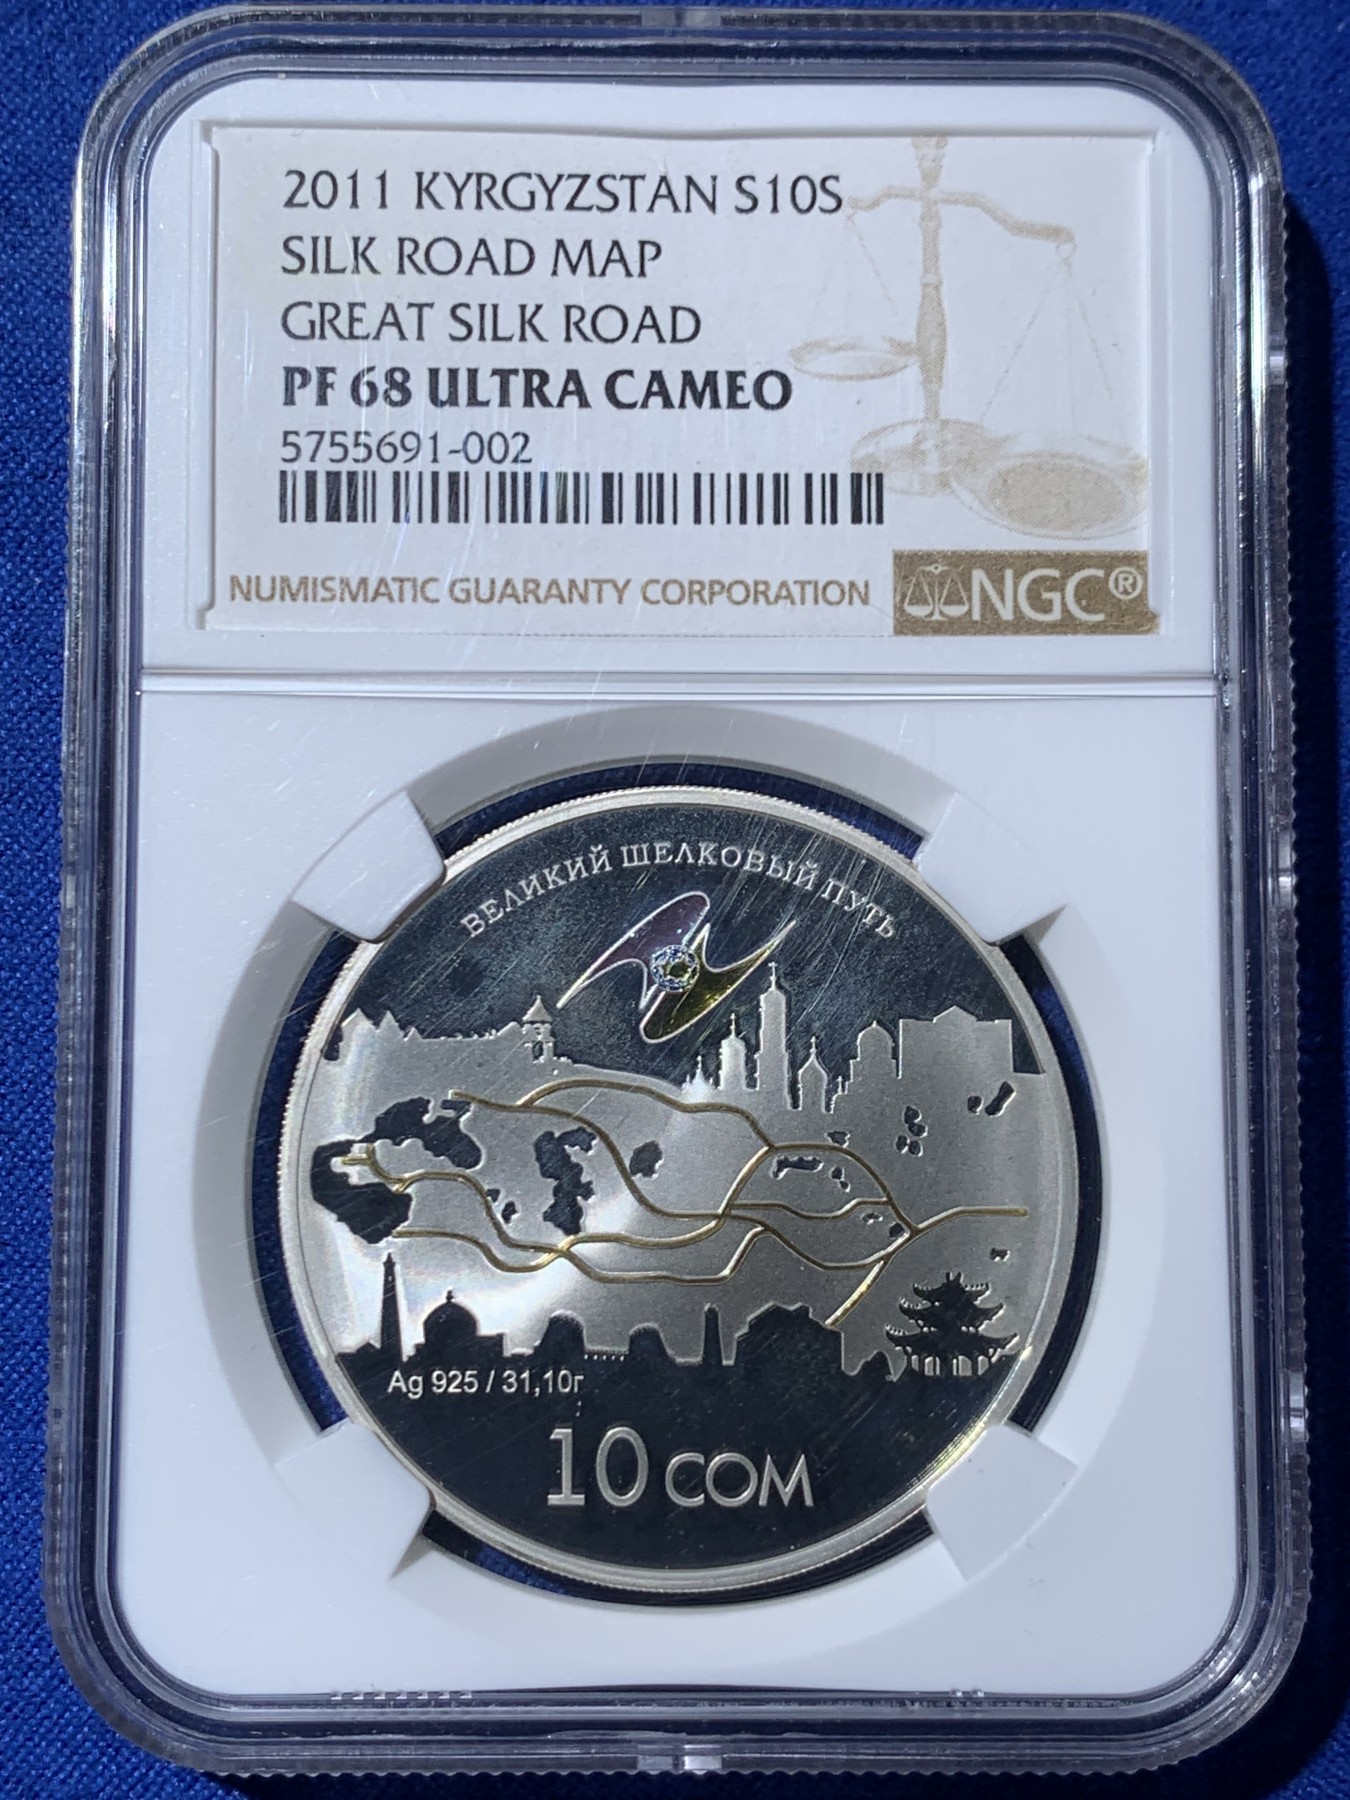 2011 KYRGYZSTAN S10S
SILK ROAD MAP
GREAT SILK ROAD
PF 68 ULTRA CAMEO
5755691-002
NUMISMATIC GUARANTY CORPORATION
NGC®
ВЕЛИКИЙ ШЕЛКОВЫЙ ПУТЬ
Ag 925 / 31,10г
10 СОМ